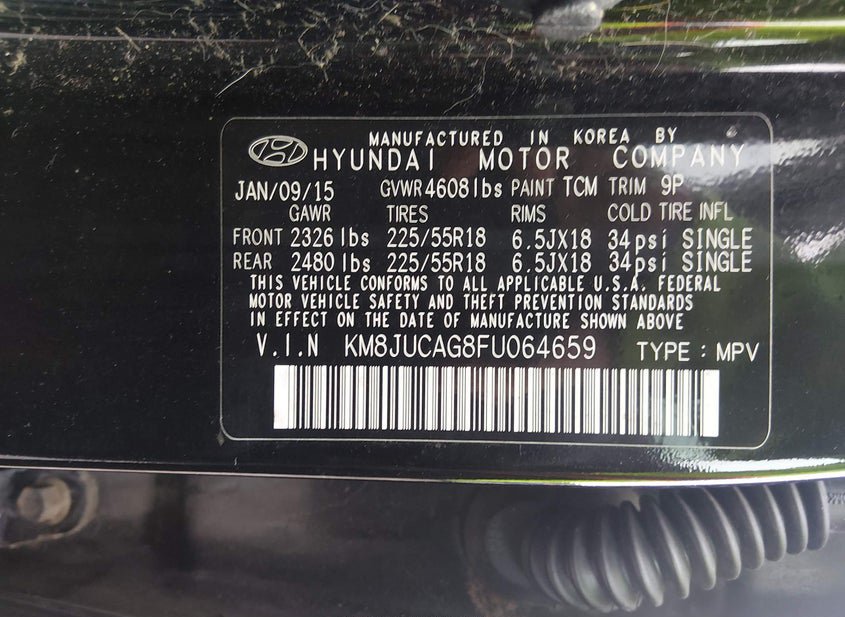 MANUFACTURED IN KOREA BY
HYUNDAI MOTOR COMPANY
JAN/09/15 GVWR 4608lbs PAINT TCM TRIM 9P
GAWR TIRES RIMS COLD TIRE INFL
FRONT 2326 lbs 225/55R18 6.5JX18 34psi SINGLE
REAR 2480 lbs 225/55R18 6.5JX18 34psi SINGLE
THIS VEHICLE CONFORMS TO ALL APPLICABLE U.S.A. FEDERAL
MOTOR VEHICLE SAFETY AND THEFT PREVENTION STANDARDS
IN EFFECT ON THE DATE OF MANUFACTURE SHOWN ABOVE
V.I.N KM8JUCAG8FU064659 TYPE : MPV